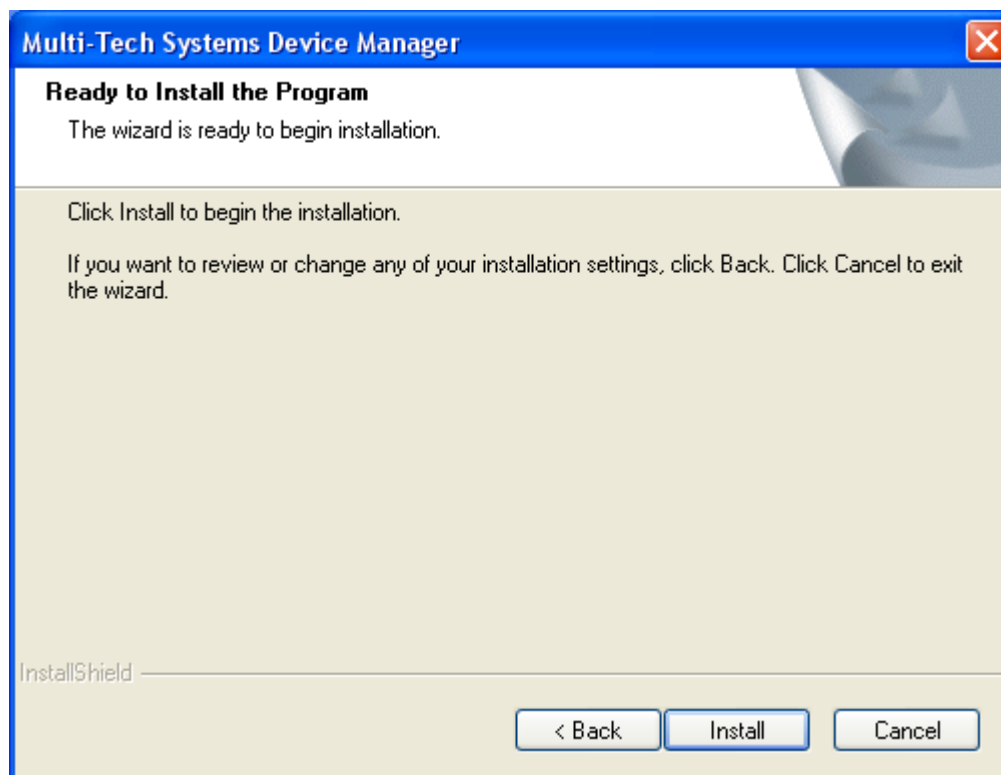 Multi-Tech Systems Device Manager
Ready to Install the Program
The wizard is ready to begin installation.
Click Install to begin the installation.
If you want to review or change any of your installation settings, click Back. Click Cancel to exit
the wizard.
InstallShield
< Back
Install
Cancel